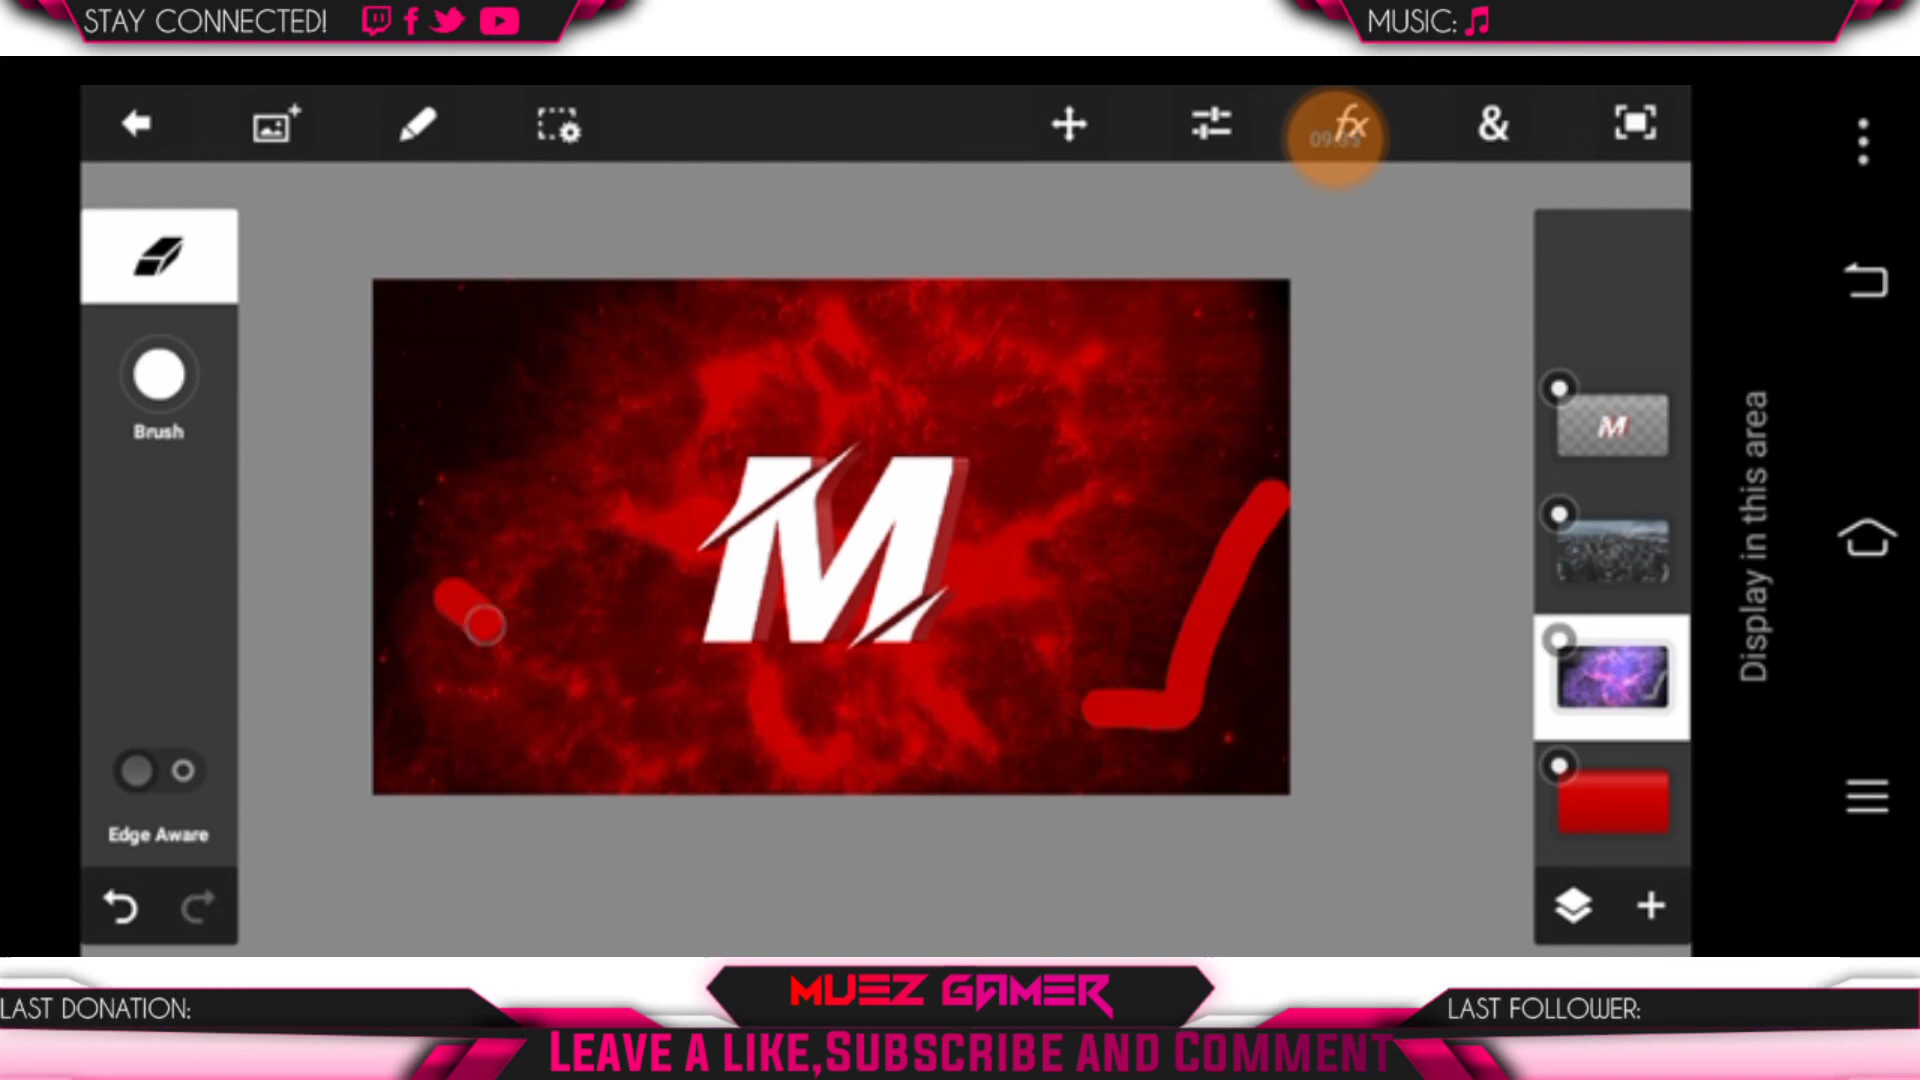 STAY CONNECTED!
MUSIC:
fx
&
M
Brush
Edge Aware
Display in this area
MUEZ GAMER
LAST DONATION:
LAST FOLLOWER:
LEAVE A LIKE,SUBSCRIBE AND COMMENT